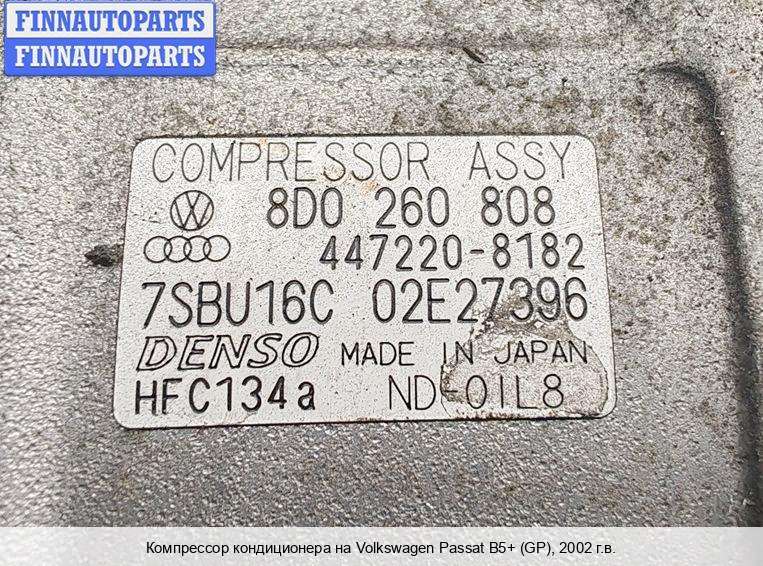 FINNAUTOPARTS
FINNAUTOPARTS
COMPRESSOR ASSY
8D0 260 808
447220-8182
7SBU16C 02E27396
DENSO MADE IN JAPAN
HFC134a ND-OIL8
Компрессор кондиционера на Volkswagen Passat B5+ (GP), 2002 г.в.